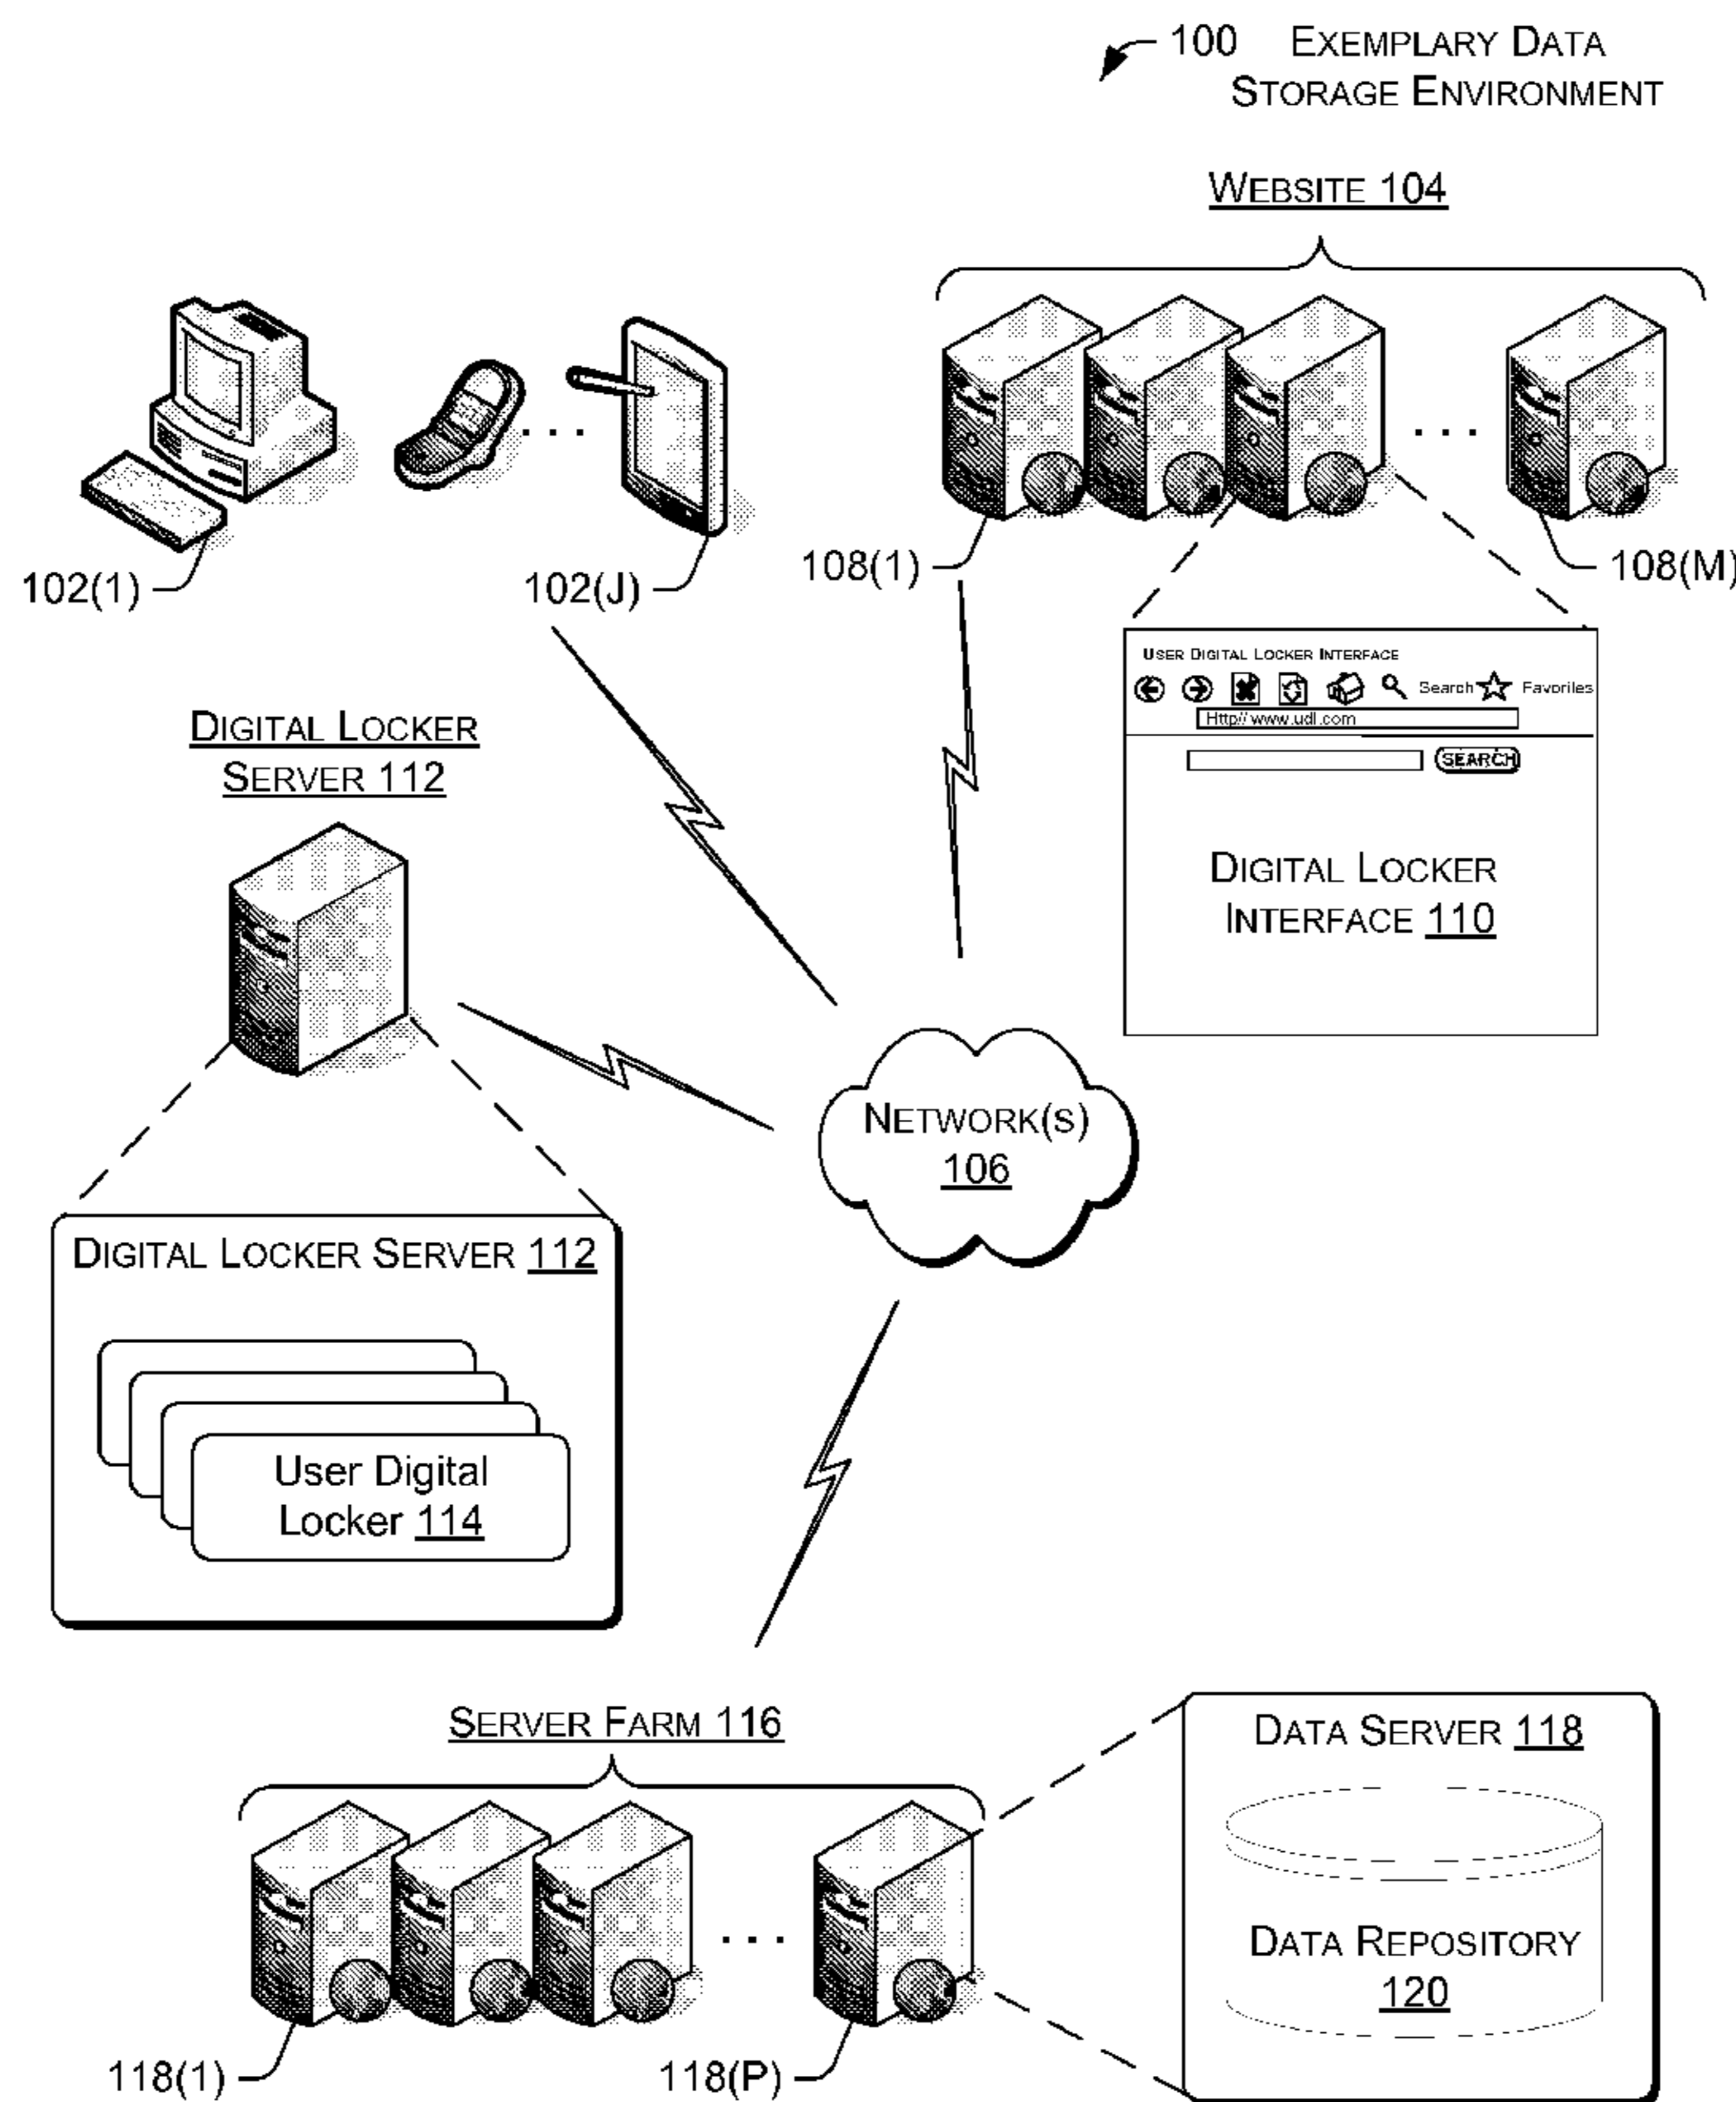 100 EXEMPLARY DATA
STORAGE ENVIRONMENT
WEBSITE 104
102(1)
102(J)
108(1)
108(M)
USER DIGITAL LOCKER INTERFACE
Search
Favoriles
Http// www.udl.com
SEARCH
DIGITAL LOCKER
INTERFACE 110
DIGITAL LOCKER
SERVER 112
NETWORK(S)
106
DIGITAL LOCKER SERVER 112
User Digital
Locker 114
SERVER FARM 116
118(1)
118(P)
DATA SERVER 118
DATA REPOSITORY
120